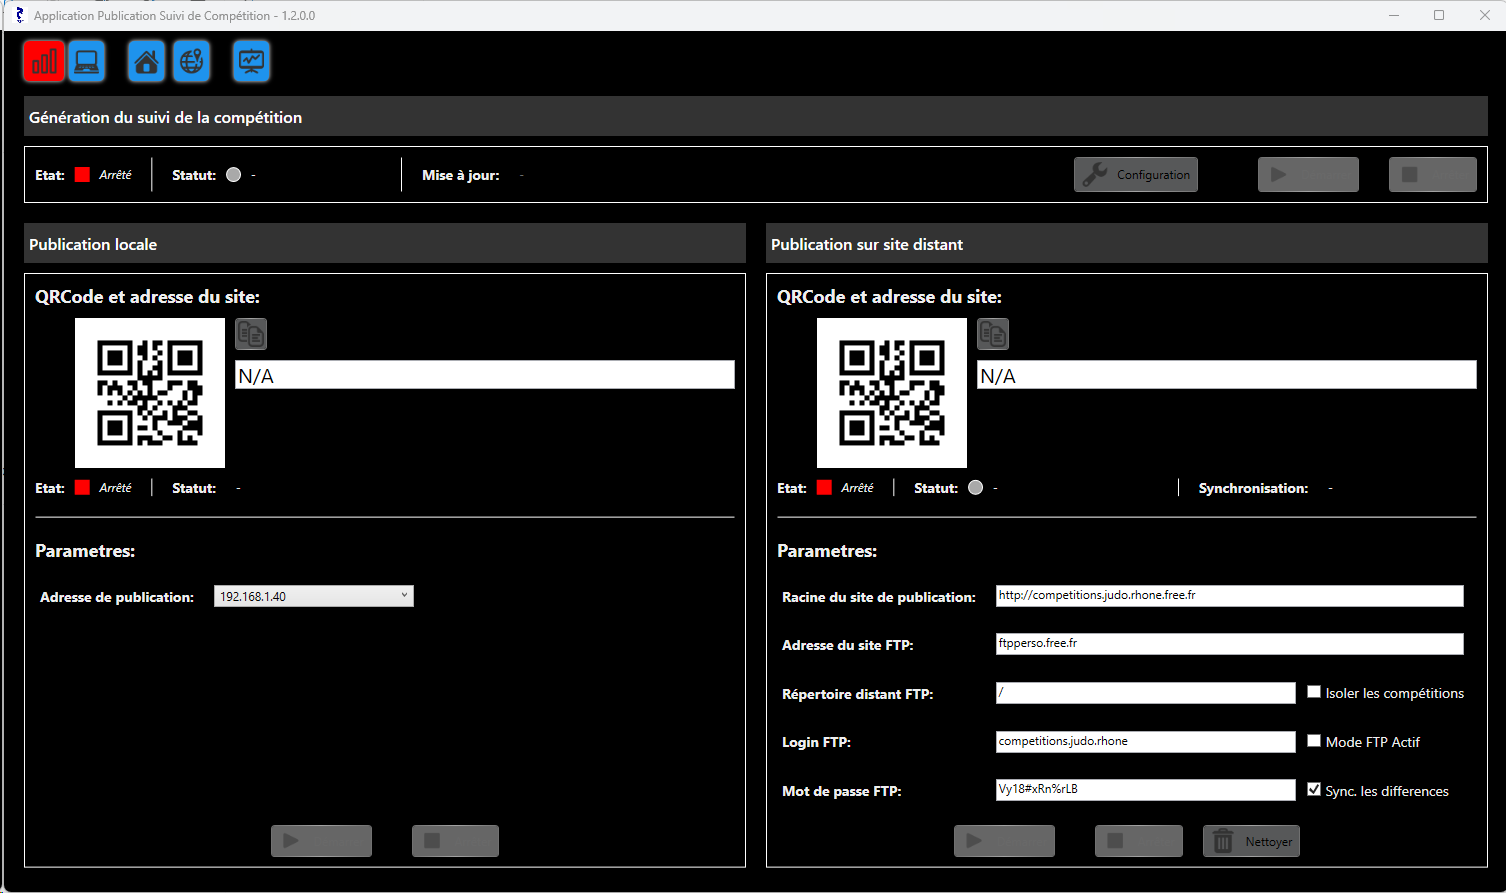 Application Publication Suivi de Compétition - 1.2.0.0
Génération du suivi de la compétition
Etat: Arrêté Statut: - Mise à jour: - Configuration
Publication locale
QRCode et adresse du site:
N/A
Etat: Arrêté Statut: -
Parametres:
Adresse de publication: 192.168.1.40
Publication sur site distant
QRCode et adresse du site:
N/A
Etat: Arrêté Statut: - Synchronisation: -
Parametres:
Racine du site de publication: http://competitions.judo.rhone.free.fr
Adresse du site FTP: ftpperso.free.fr
Répertoire distant FTP: / Isoler les compétitions
Login FTP: competitions.judo.rhone Mode FTP Actif
Mot de passe FTP: Vy18#xRn%rLB Sync. les differences
Nettoyer